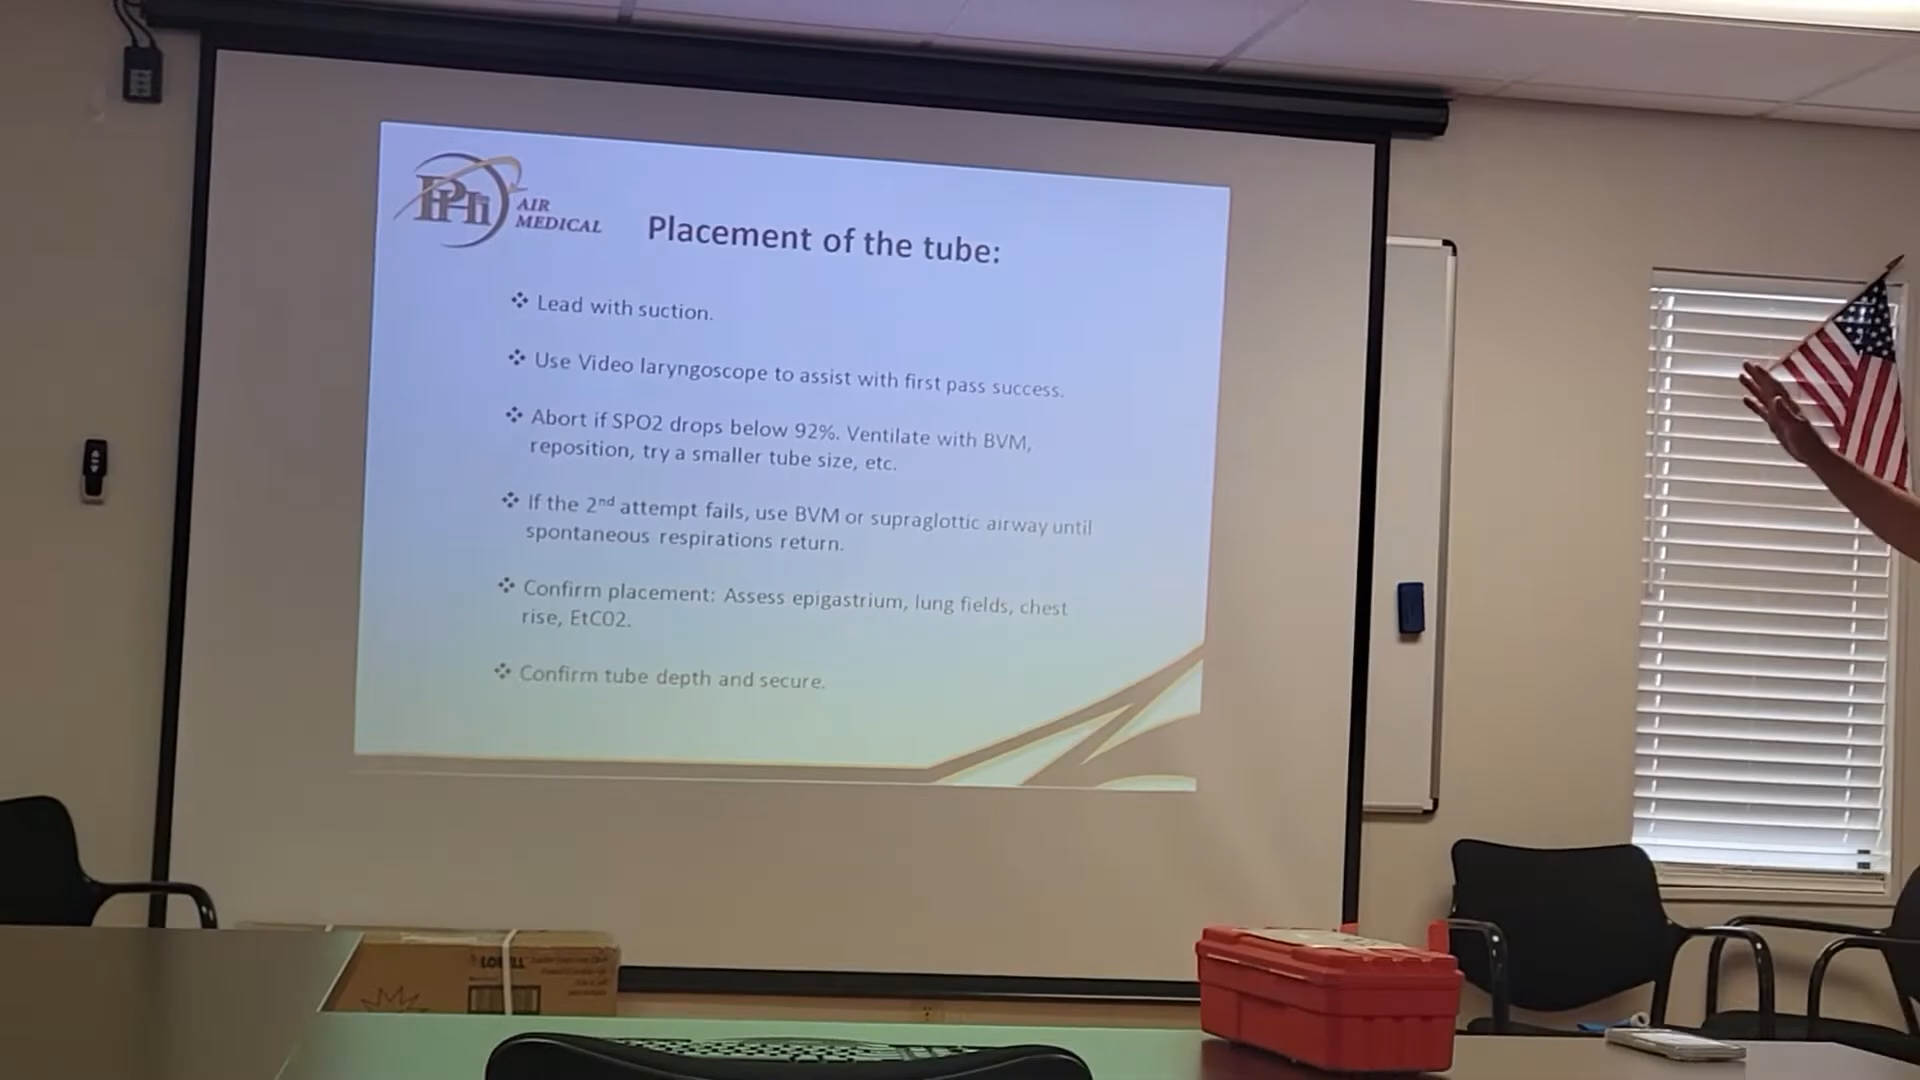 PHi AIR
MEDICAL
Placement of the tube:
Lead with suction.
Use Video laryngoscope to assist with first pass success.
Abort if SPO2 drops below 92%. Ventilate with BVM,
reposition, try a smaller tube size, etc.
If the 2nd attempt fails, use BVM or supraglottic airway until
spontaneous respirations return.
Confirm placement: Assess epigastrium, lung fields, chest
rise, EtC02.
Confirm tube depth and secure.